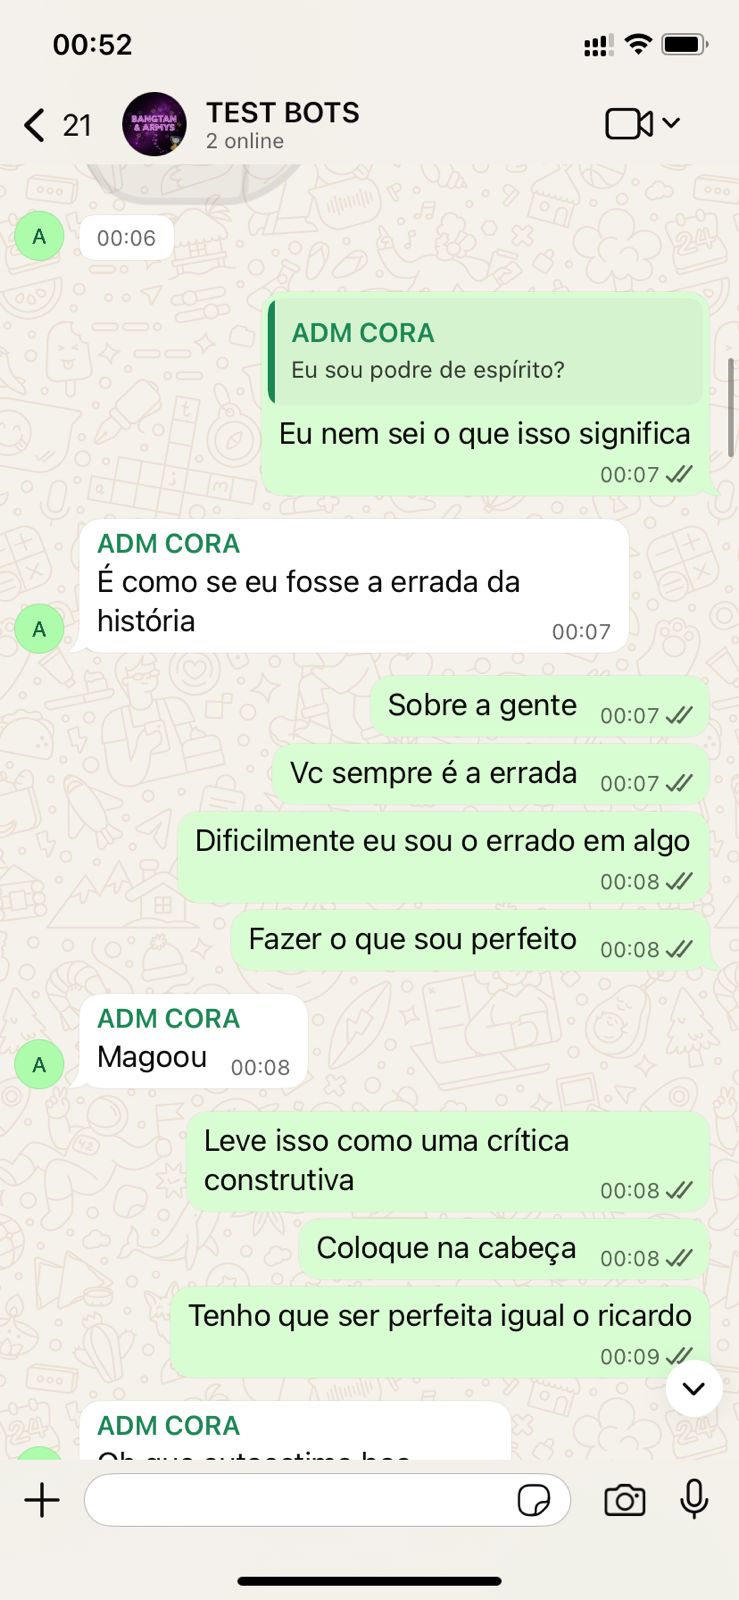 00:52
21
BANGTAN
& ARMYS
TEST BOTS
2 online
A
00:06
ADM CORA
Eu sou podre de espírito?
Eu nem sei o que isso significa
00:07
ADM CORA
É como se eu fosse a errada da
história
00:07
A
Sobre a gente 00:07
Vc sempre é a errada 00:07
Dificilmente eu sou o errado em algo
00:08
Fazer o que sou perfeito 00:08
ADM CORA
Magoou 00:08
A
Leve isso como uma crítica
construtiva
00:08
Coloque na cabeça 00:08
Tenho que ser perfeita igual o ricardo
00:09
ADM CORA